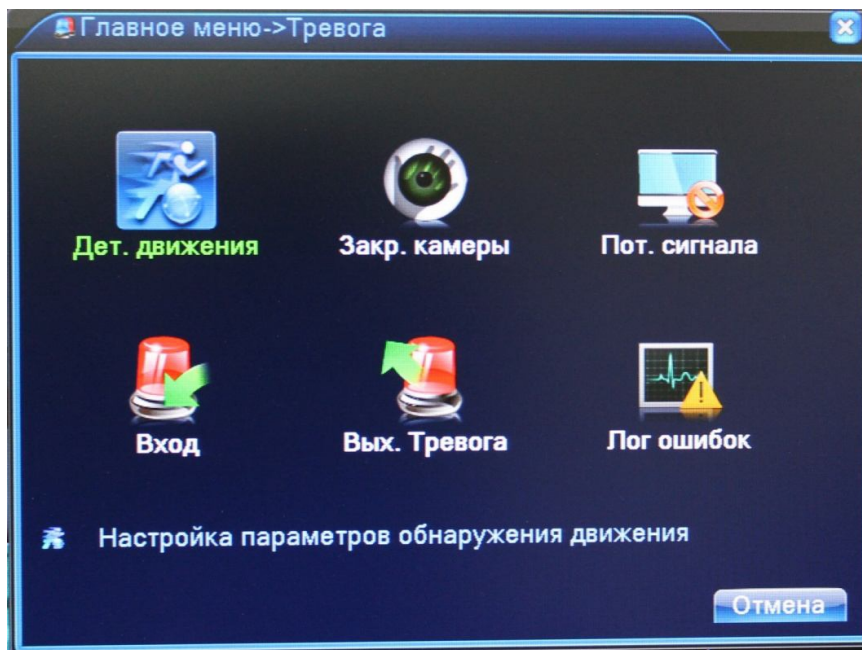 Главное меню->Тревога
Дет. движения
Закр. камеры
Пот. сигнала
Вход
Вых. Тревога
Лог ошибок
Настройка параметров обнаружения движения
Отмена